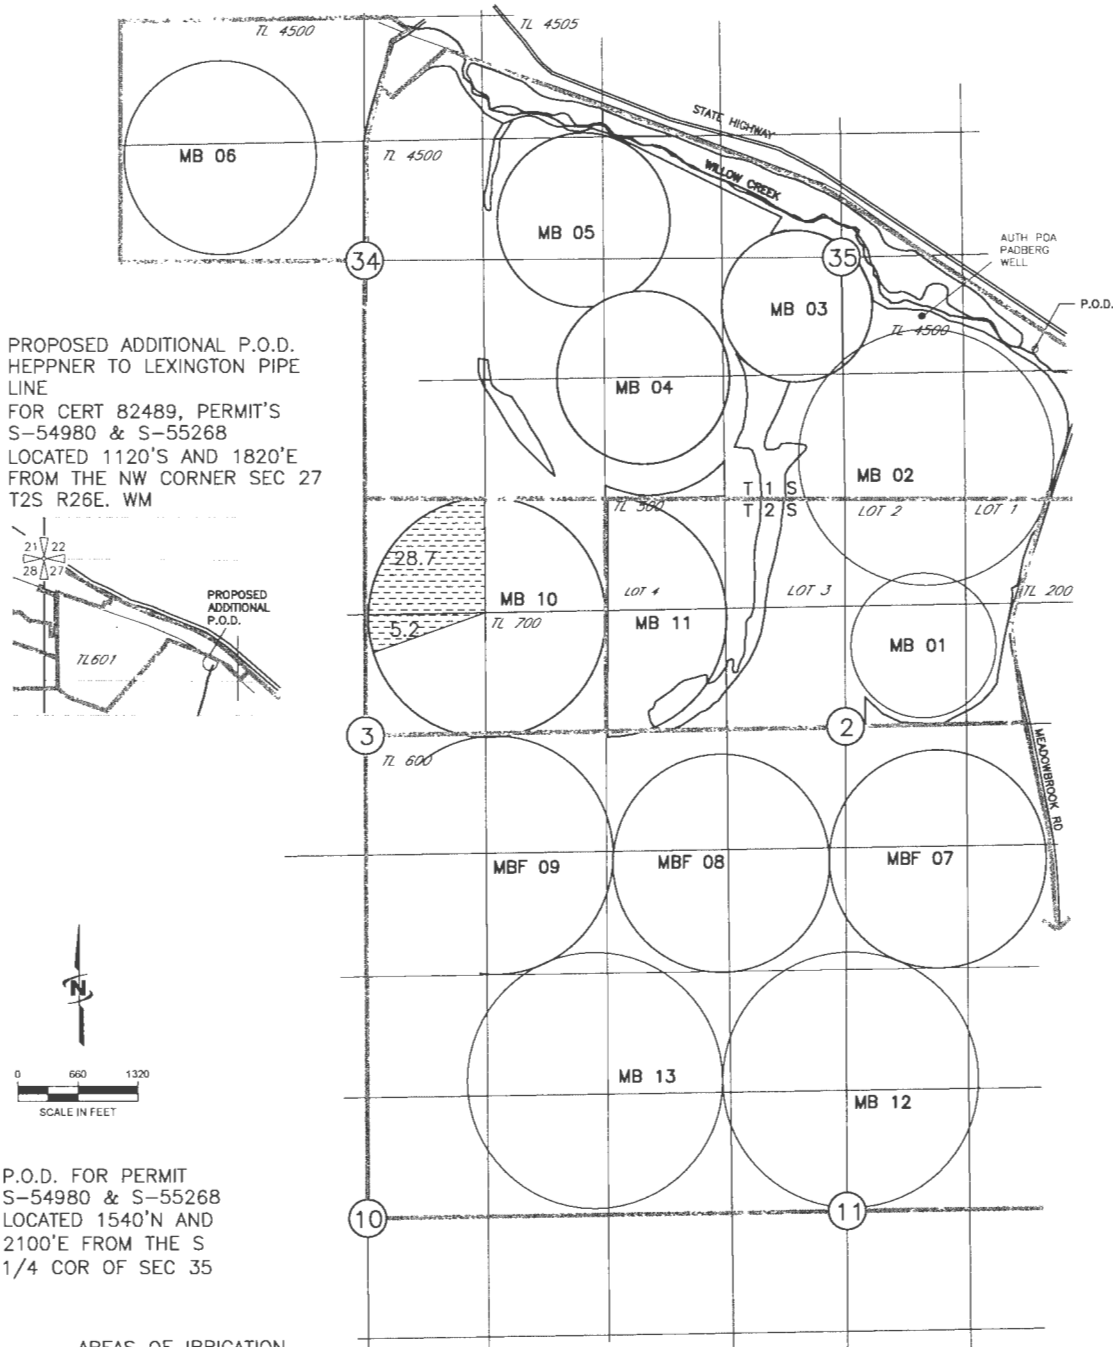 TL 4500
TL 4505
STATE HIGHWAY
MB 06
TL 4500
WILLOW CREEK
MB 05
34
35
AUTH POA
PADBERG
WELL
P.O.D.
MB 03
TL 4500
MB 04
PROPOSED ADDITIONAL P.O.D.
HEPPNER TO LEXINGTON PIPE
LINE
FOR CERT 82489, PERMIT'S
S-54980 & S-55268
LOCATED 1120'S AND 1820'E
FROM THE NW CORNER SEC 27
T2S R26E. WM
MB 02
T 1 S
T 2 S
TL 500
LOT 2
LOT 1
21 22
28 27
PROPOSED
ADDITIONAL
P.O.D.
TL601
28.7
MB 10
5.2
TL 700
LOT 4
MB 11
LOT 3
TL 200
MB 01
3
2
TL 600
MEADOWBROOK RD
MBF 09
MBF 08
MBF 07
N
0 660 1320
SCALE IN FEET
MB 13
MB 12
P.O.D. FOR PERMIT
S-54980 & S-55268
LOCATED 1540'N AND
2100'E FROM THE S
1/4 COR OF SEC 35
10
11
AREAS OF IRRIGATION